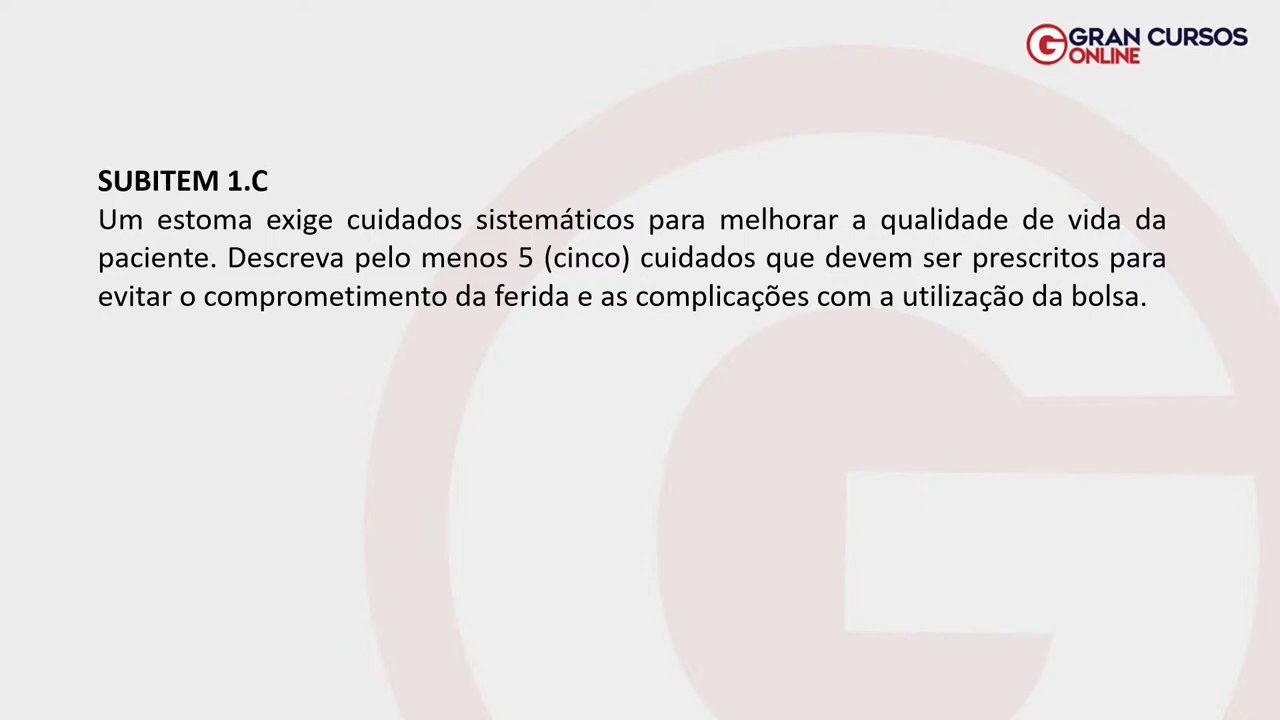 GRAN CURSOS
ONLINE
SUBITEM 1.C
Um estoma exige cuidados sistemáticos para melhorar a qualidade de vida da
paciente. Descreva pelo menos 5 (cinco) cuidados que devem ser prescritos para
evitar o comprometimento da ferida e as complicações com a utilização da bolsa.